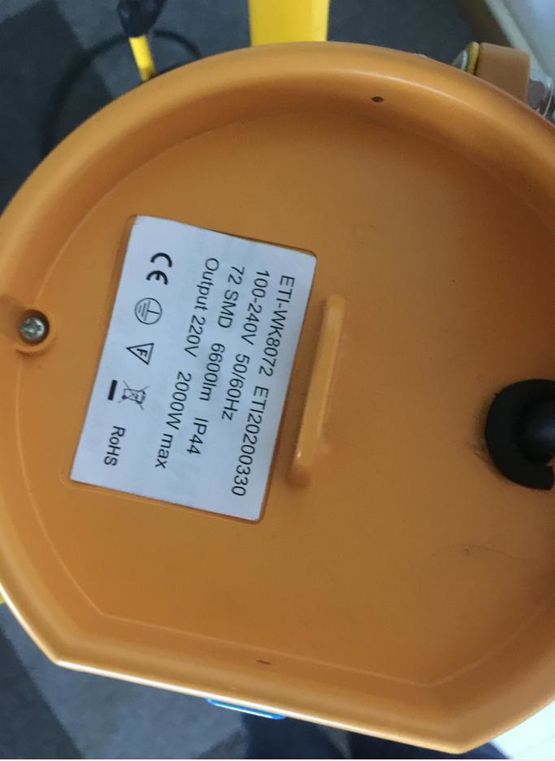 ETI-WK8072 ETI20200330
100-240V 50/60Hz
72 SMD 6600lm IP44
Output 220V 2000W max
CE F RoHS